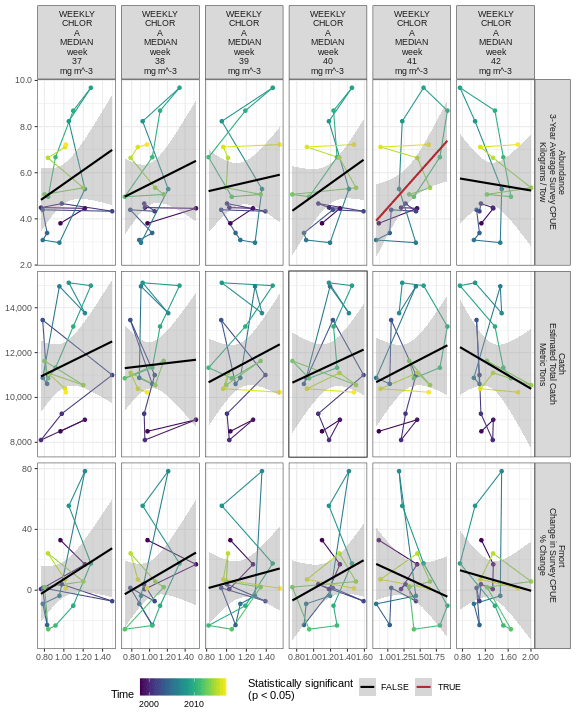 WEEKLY WEEKLY WEEKLY WEEKLY WEEKLY WEEKLY
CHLOR CHLOR CHLOR CHLOR CHLOR CHLOR
A A A A A A
MEDIAN MEDIAN MEDIAN MEDIAN MEDIAN MEDIAN
week week week week week week
37 38 39 40 41 42
mg m^-3 mg m^-3 mg m^-3 mg m^-3 mg m^-3 mg m^-3
10.0
8.0
6.0
4.0
2.0
Abundance
3-Year Average Survey CPUE
Kilograms / Tow
14,000
12,000
10,000
8,000
Catch
Estimated Total Catch
Metric Tons
80
40
0
Fmort
Change in Survey CPUE
% Change
0.80 1.00 1.20 1.40 0.80 1.00 1.20 1.40 0.80 1.00 1.20 1.40 0.80 1.00 1.20 1.40 1.60 1.00 1.25 1.50 1.75 0.80 1.20 1.60 2.00
Time
2000 2010
Statistically significant
(p < 0.05)
FALSE TRUE